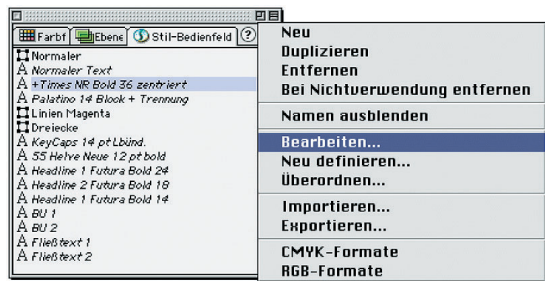 Farbf Ebene Stil-Bedienfeld ?
Normaler
A Normaler Text
A +Times NR Bold 36 zentriert
A Palatino 14 Block + Trennung
Linien Magenta
Dreiecke
A KeyCaps 14 pt Lbünd.
A 55 Helve Neue 12 pt bold
A Headline 1 Futura Bold 24
A Headline 2 Futura Bold 18
A Headline 1 Futura Bold 14
A BU 1
A BU 2
A Fließtext 1
A Fließtext 2
Neu
Duplizieren
Entfernen
Bei Nichtverwendung entfernen
Namen ausblenden
Bearbeiten...
Neu definieren...
Überordnen...
Importieren...
Exportieren...
CMYK-Formate
RGB-Formate